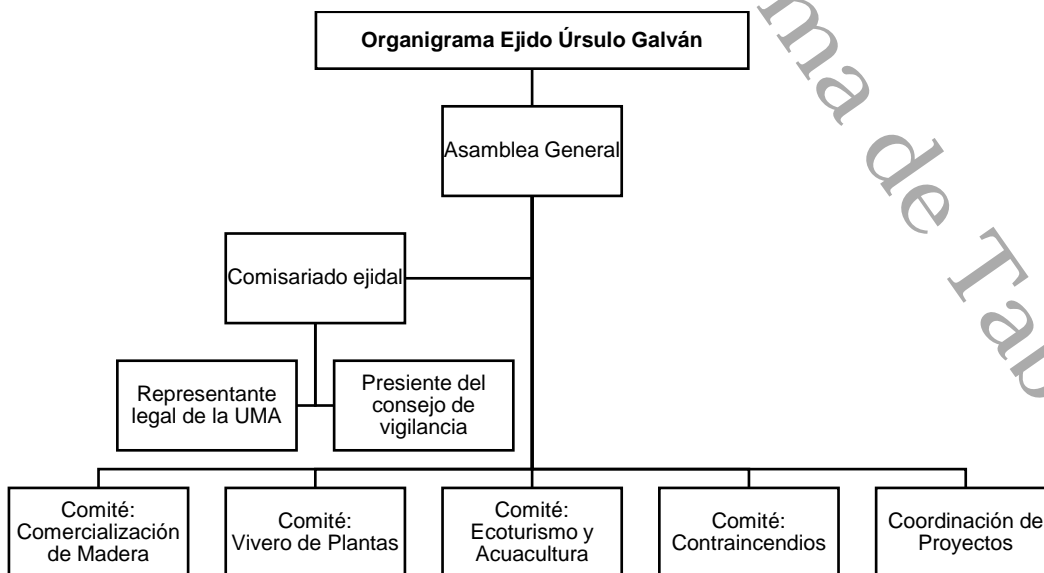 Organigrama Ejido Úrsulo Galván
Asamblea General
Comisariado ejidal
Representante
legal de la UMA
Presiente del
consejo de
vigilancia
Comité:
Comercialización
de Madera
Comité:
Vivero de Plantas
Comité:
Ecoturismo y
Acuacultura
Comité:
Contraincendios
Coordinación de
Proyectos
de